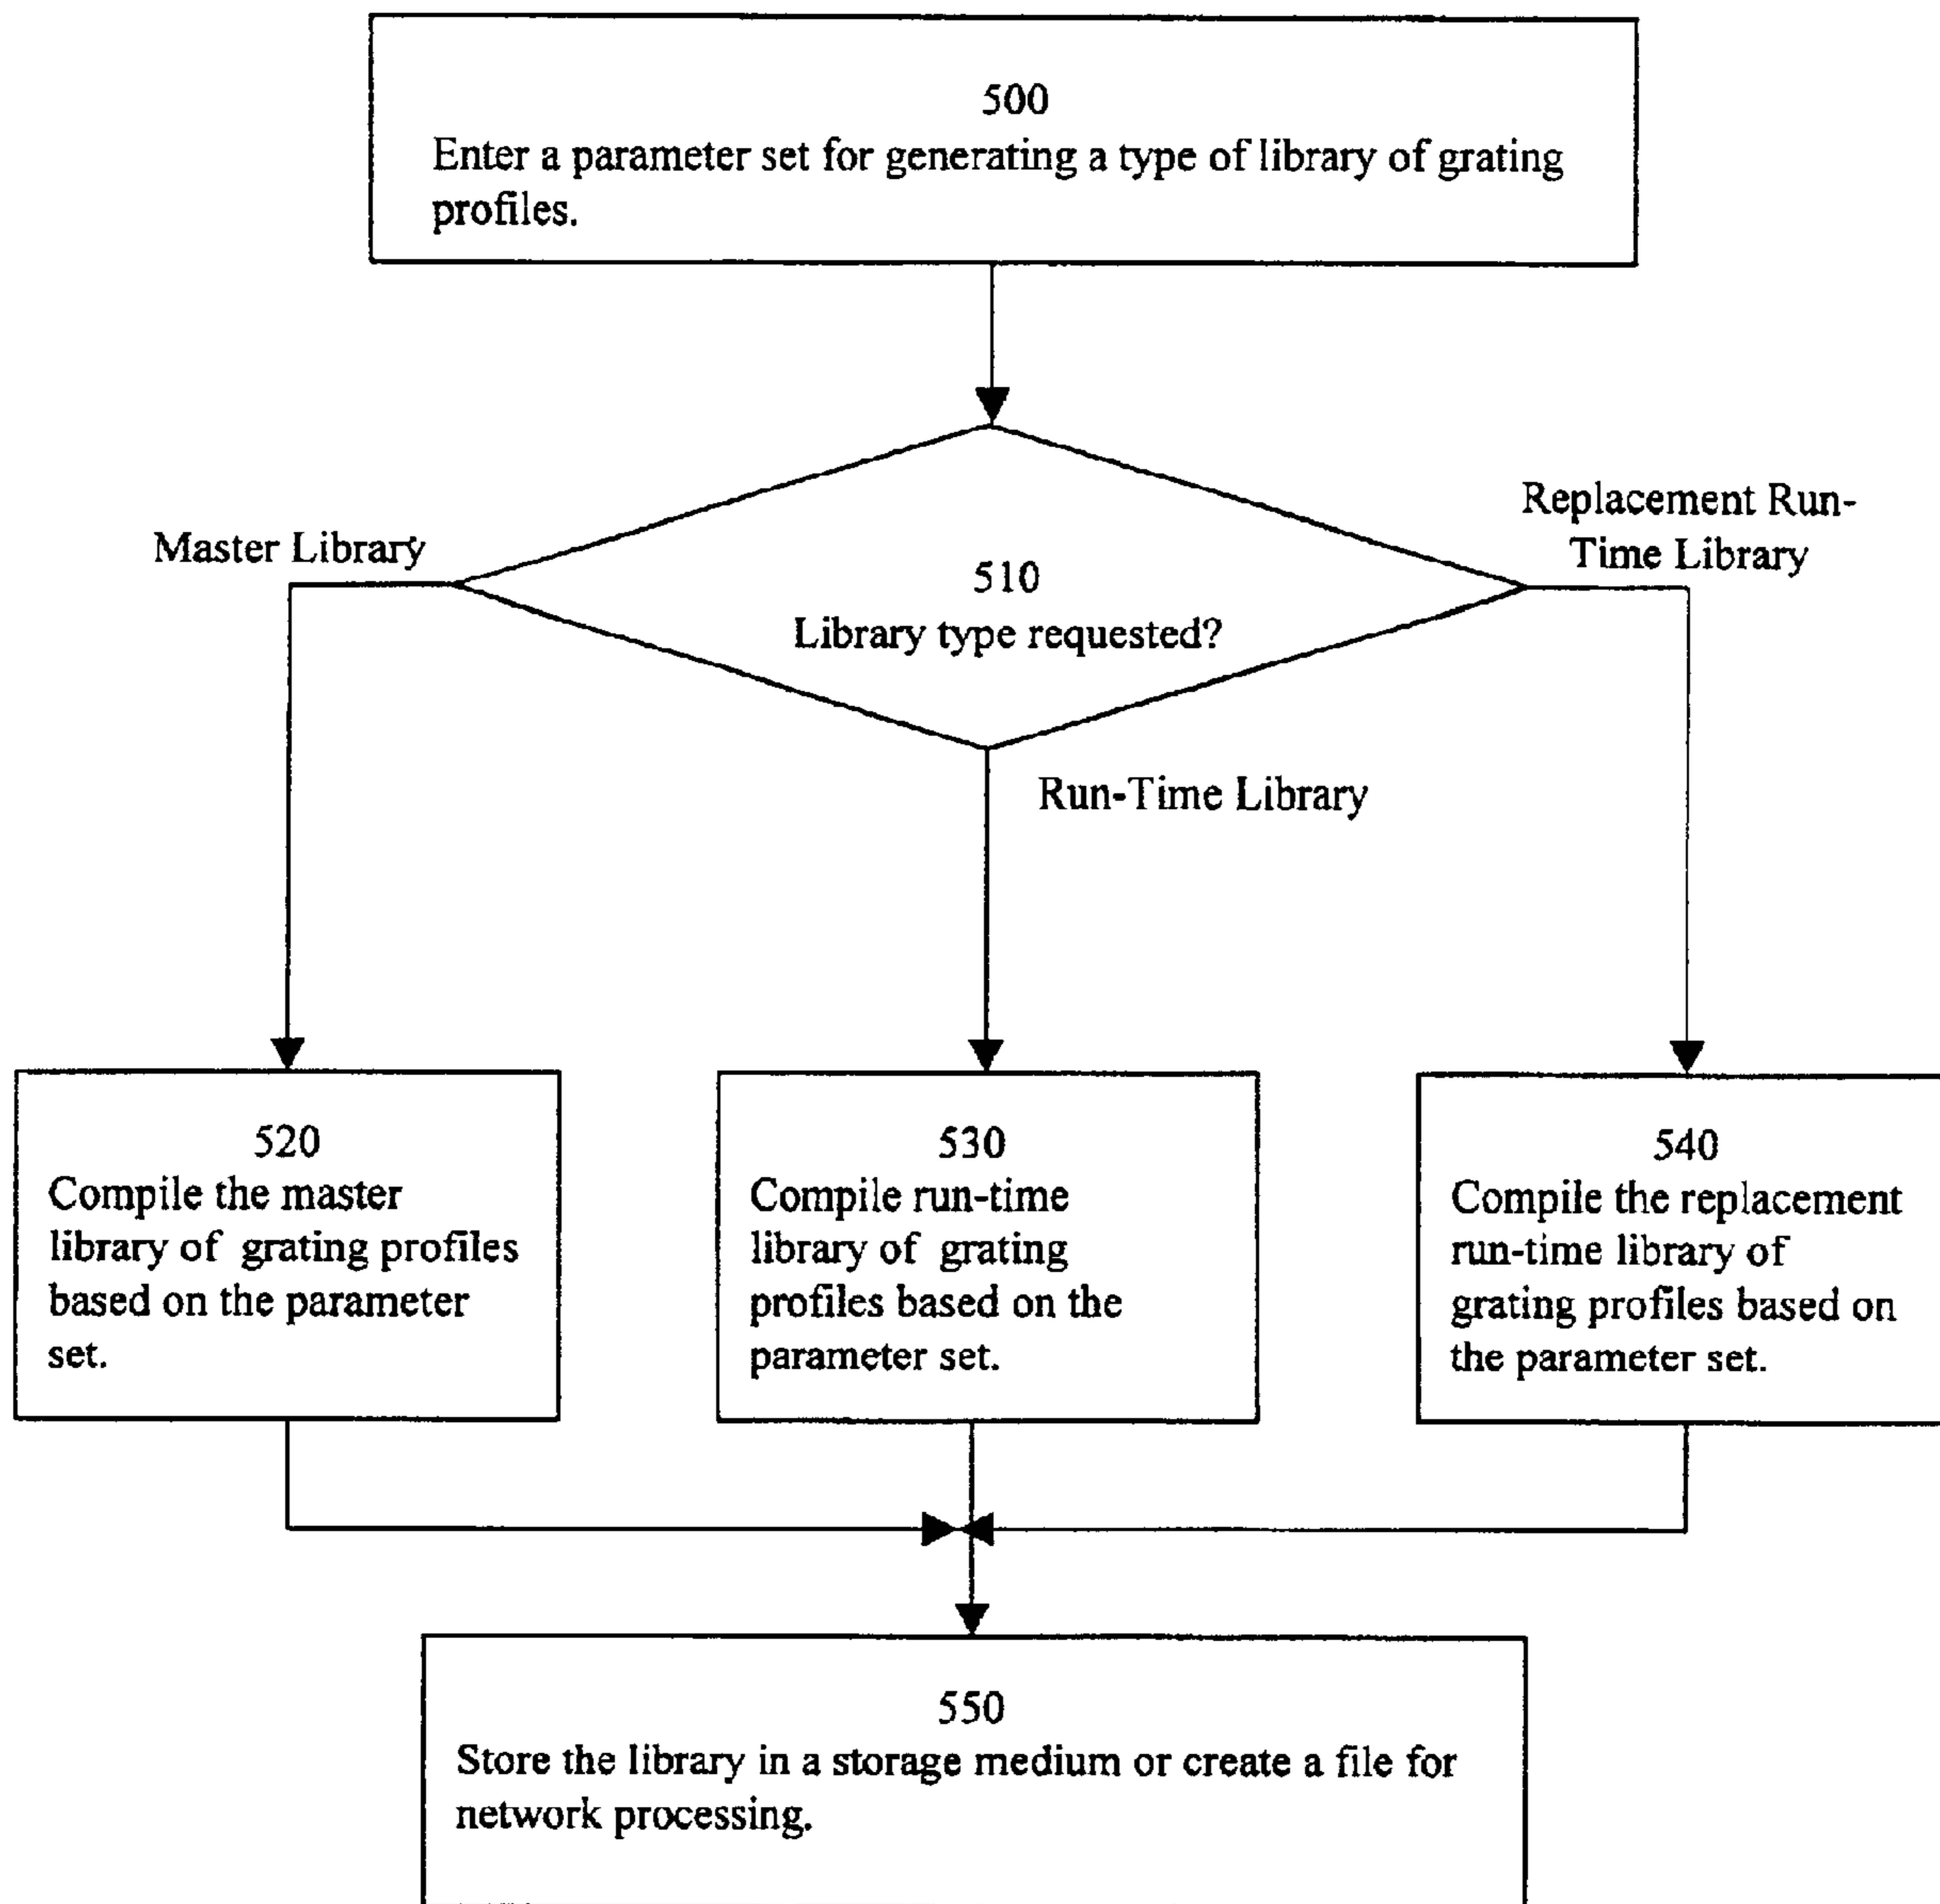 500
Enter a parameter set for generating a type of library of grating
profiles.
Master Library
Replacement Run-
Time Library
510
Library type requested?
Run-Time Library
520
Compile the master
library of grating profiles
based on the parameter
set.
530
Compile run-time
library of grating
profiles based on the
parameter set.
540
Compile the replacement
run-time library of
grating profiles based on
the parameter set.
550
Store the library in a storage medium or create a file for
network processing.